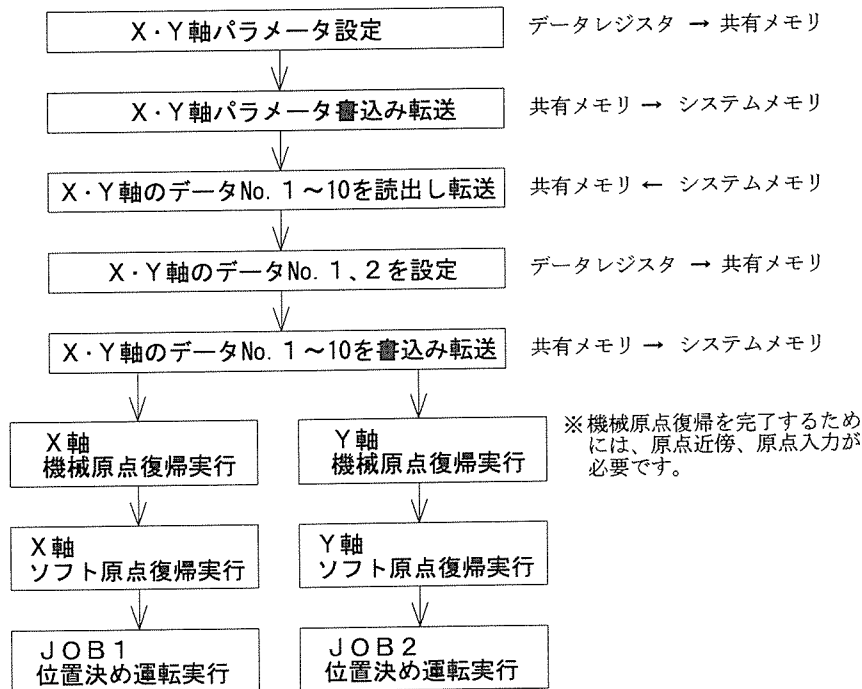 X・Y軸パラメータ設定 データレジスタ → 共有メモリ
X・Y軸パラメータ書込み転送 共有メモリ → システムメモリ
X・Y軸のデータNo.1～10を読出し転送 共有メモリ ← システムメモリ
X・Y軸のデータNo.1、2を設定 データレジスタ → 共有メモリ
X・Y軸のデータNo.1～10を書込み転送 共有メモリ → システムメモリ
X軸
機械原点復帰実行
Y軸
機械原点復帰実行
※機械原点復帰を完了するため
には、原点近傍、原点入力が
必要です。
X軸
ソフト原点復帰実行
Y軸
ソフト原点復帰実行
JOB1
位置決め運転実行
JOB2
位置決め運転実行